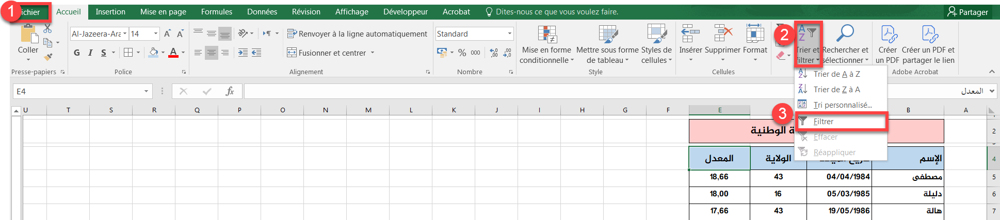 1 ichier Accueil Insertion Mise en page Formules Données Révision Affichage Développeur Acrobat Dites-nous ce que vous voulez faire. Partager
Coller
Presse-papiers
Al-Jazeera-Ara 14
G I S A
Police
Renvoyer à la ligne automatiquement
Fusionner et centrer
Alignement
Standard
% 000
Nombre
Mise en forme conditionnelle
Mettre sous forme de tableau
Styles de cellules
Style
Insérer Supprimer Format
Cellules
2
Trier et filtrer
Rechercher et sélectionner
Créer un PDF
Créer un PDF et partager le lien
Adobe Acrobat
Trier de A à Z
Trier de Z à A
Tri personnalisé...
3 Filtrer
Effacer
Réappliquer
E4 fx المعدل
U T S R Q P O N M L K J I H G F E B A
2 ة الوطنية
4 الإسم الولاية المعدل
5 مصطفى 04/04/1984 43 18,66
6 دليلة 05/03/1985 16 18,00
7 هالة 19/05/1986 43 17,66